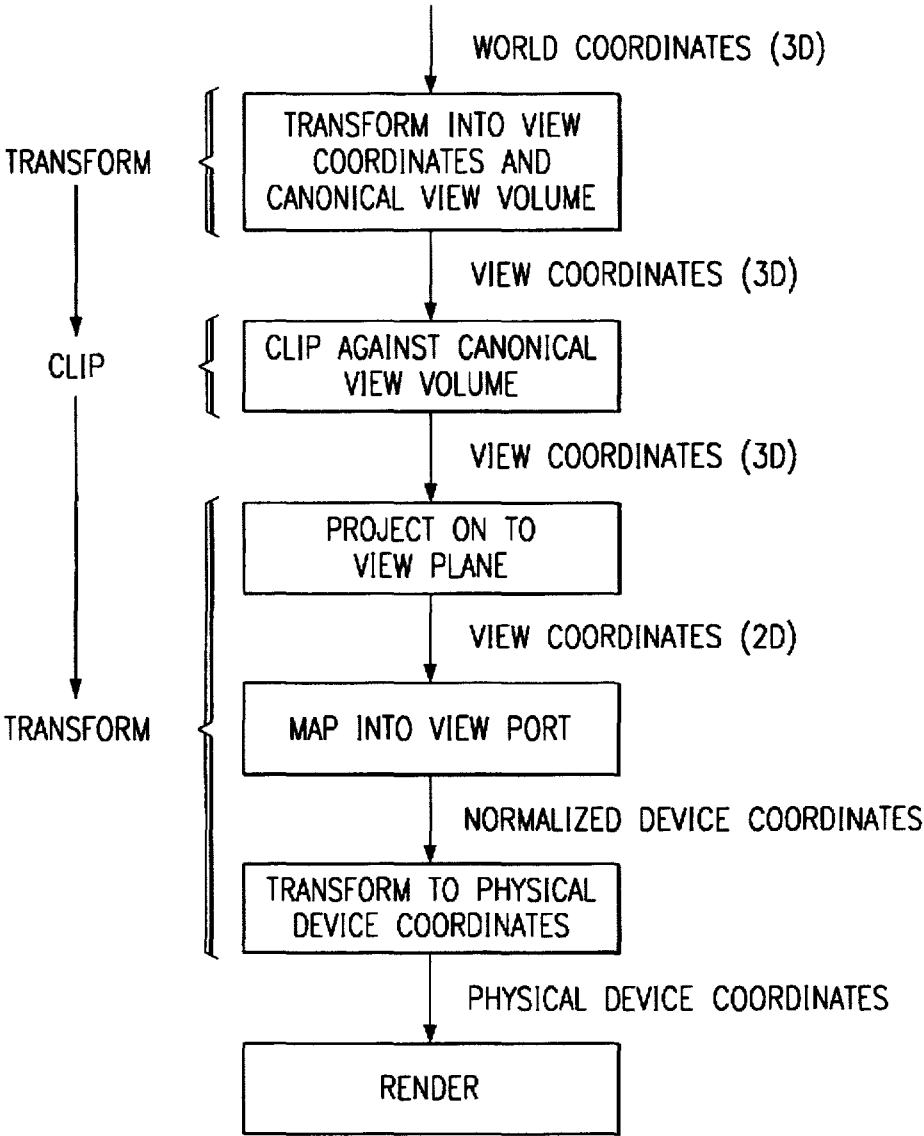 WORLD COORDINATES (3D)
TRANSFORM
TRANSFORM INTO VIEW
COORDINATES AND
CANONICAL VIEW VOLUME
VIEW COORDINATES (3D)
CLIP
CLIP AGAINST CANONICAL
VIEW VOLUME
VIEW COORDINATES (3D)
PROJECT ON TO
VIEW PLANE
VIEW COORDINATES (2D)
TRANSFORM
MAP INTO VIEW PORT
NORMALIZED DEVICE COORDINATES
TRANSFORM TO PHYSICAL
DEVICE COORDINATES
PHYSICAL DEVICE COORDINATES
RENDER